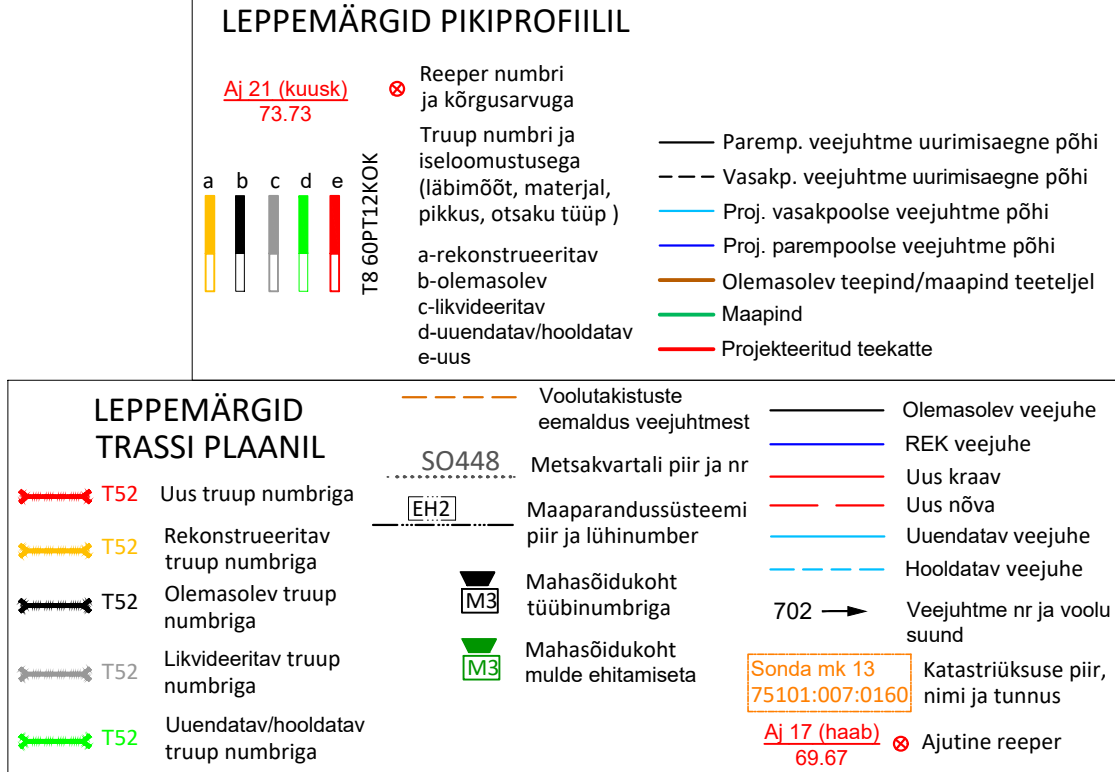 LEPPEMÄRGID PIKIPROFIILIL
Aj 21 (kuusk)
73.73
Reeper numbri
ja kõrgusarvuga
a b c d e
T8 60PT12KOK
Truup numbri ja
iseloomustusega
(läbimõõt, materjal,
pikkus, otsaku tüüp )
a-rekonstrueeritav
b-olemasolev
c-likvideeritav
d-uuendatav/hooldatav
e-uus
Paremp. veejuhtme uurimisaegne põhi
Vasakp. veejuhtme uurimisaegne põhi
Proj. vasakpoolse veejuhtme põhi
Proj. parempoolse veejuhtme põhi
Olemasolev teepind/maapind teeteljel
Maapind
Projekteeritud teekatte
LEPPEMÄRGID
TRASSI PLAANIL
T52 Uus truup numbriga
T52 Rekonstrueeritav
truup numbriga
T52 Olemasolev truup
numbriga
T52 Likvideeritav truup
numbriga
T52 Uuendatav/hooldatav
truup numbriga
Voolutakistuste
eemaldus veejuhtmest
SO448 Metsakvartali piir ja nr
EH2 Maaparandussüsteemi
piir ja lühinumber
M3 Mahasõidukoht
tüübinumbriga
M3 Mahasõidukoht
mulde ehitamiseta
Olemasolev veejuhe
REK veejuhe
Uus kraav
Uus nõva
Uuendatav veejuhe
Hooldatav veejuhe
702 Veejuhtme nr ja voolu
suund
Sonda mk 13
75101:007:0160
Katastriüksuse piir,
nimi ja tunnus
Aj 17 (haab)
69.67
Ajutine reeper